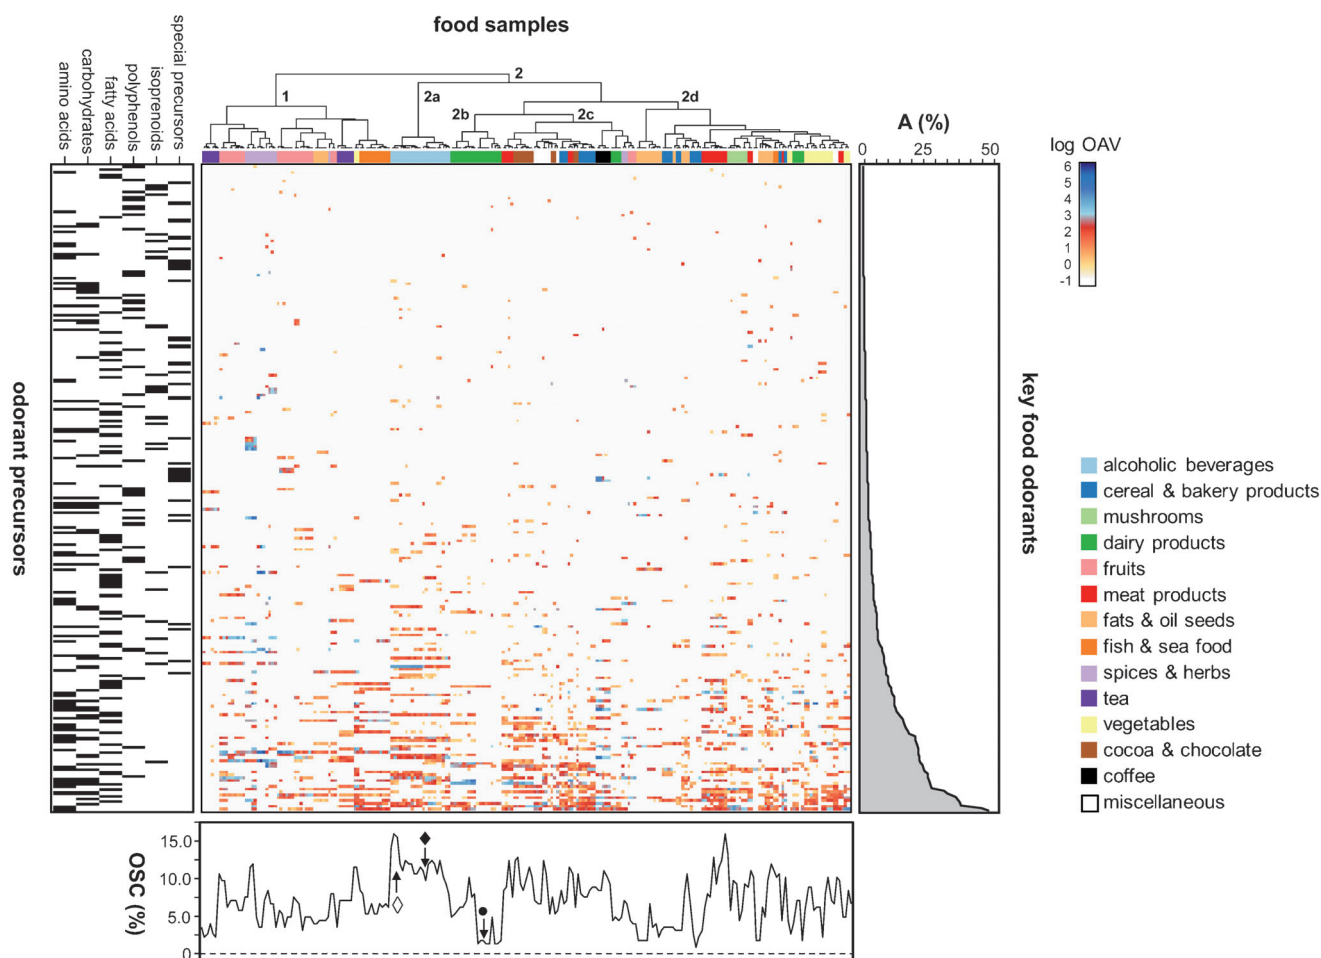 food samples
amino acids
carbohydrates
fatty acids
polyphenols
isoprenoids
special precursors
1
2
2a
2b
2c
2d
A (%)
0 25 50
log OAV
6
5
4
3
2
1
0
-1
odorant precursors
key food odorants
alcoholic beverages
cereal & bakery products
mushrooms
dairy products
fruits
meat products
fats & oil seeds
fish & sea food
spices & herbs
tea
vegetables
cocoa & chocolate
coffee
miscellaneous
OSC (%)
15.0
10.0
5.0
0